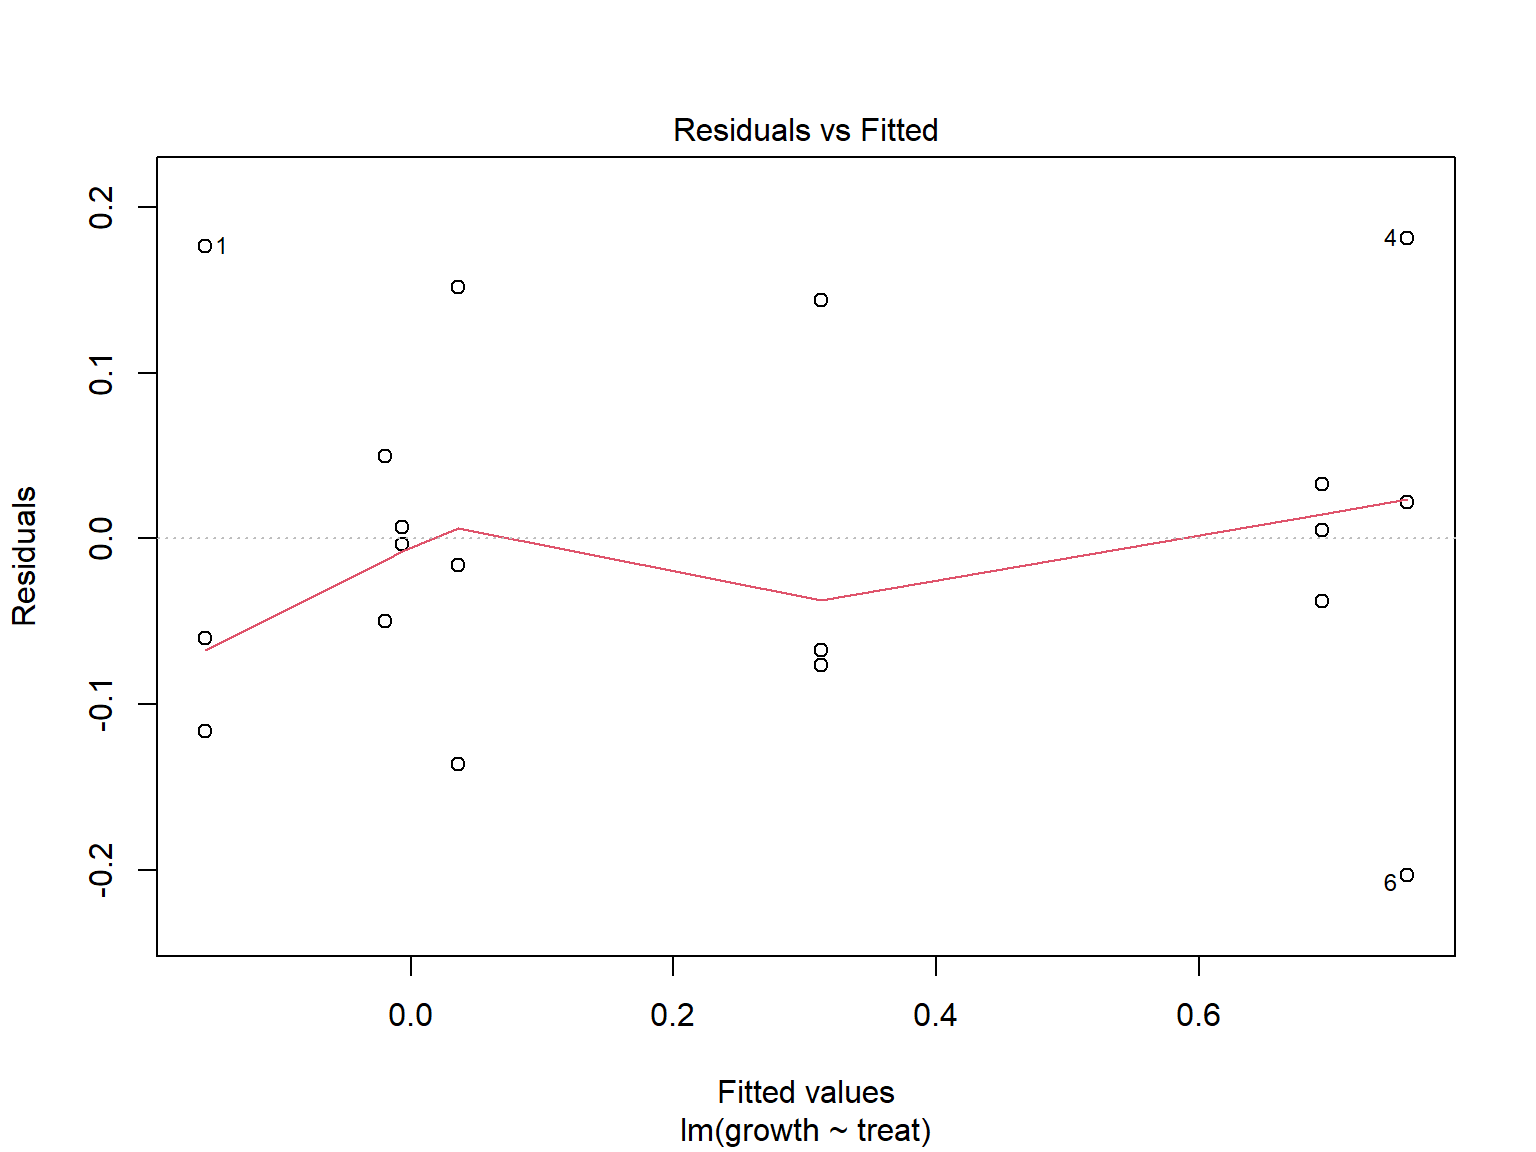 Residuals vs Fitted
Residuals
0.2
0.1
0.0
-0.1
-0.2
1
4
6
0.0 0.2 0.4 0.6
Fitted values
lm(growth ~ treat)